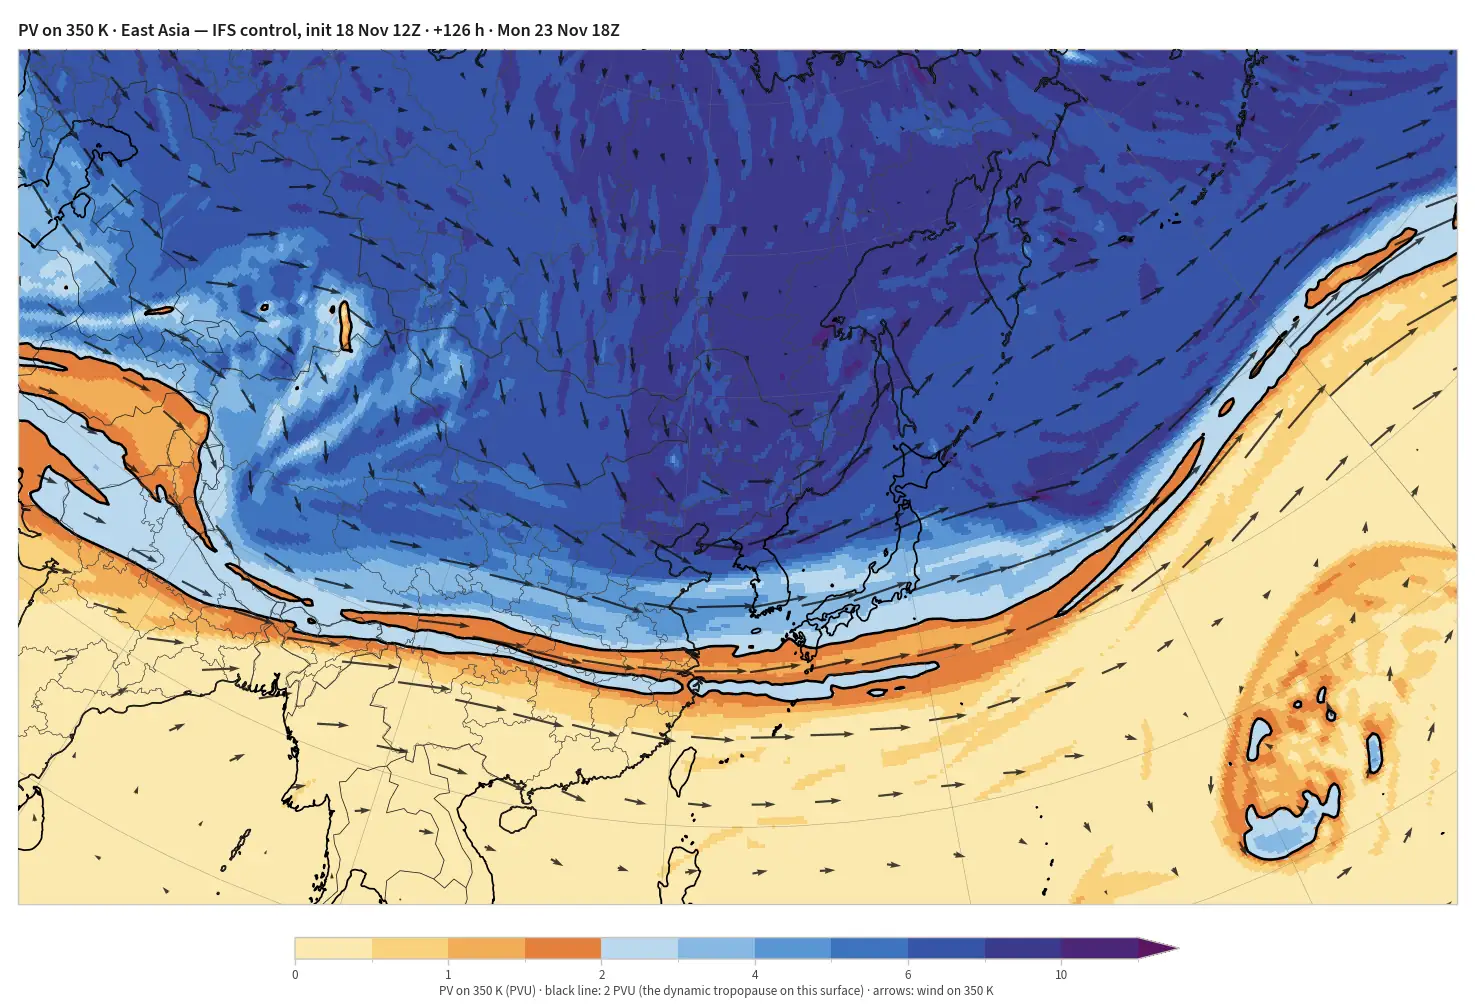 PV on 350 K · East Asia — IFS control, init 18 Nov 12Z · +126 h · Mon 23 Nov 18Z
0 1 2 4 6 10
PV on 350 K (PVU) · black line: 2 PVU (the dynamic tropopause on this surface) · arrows: wind on 350 K